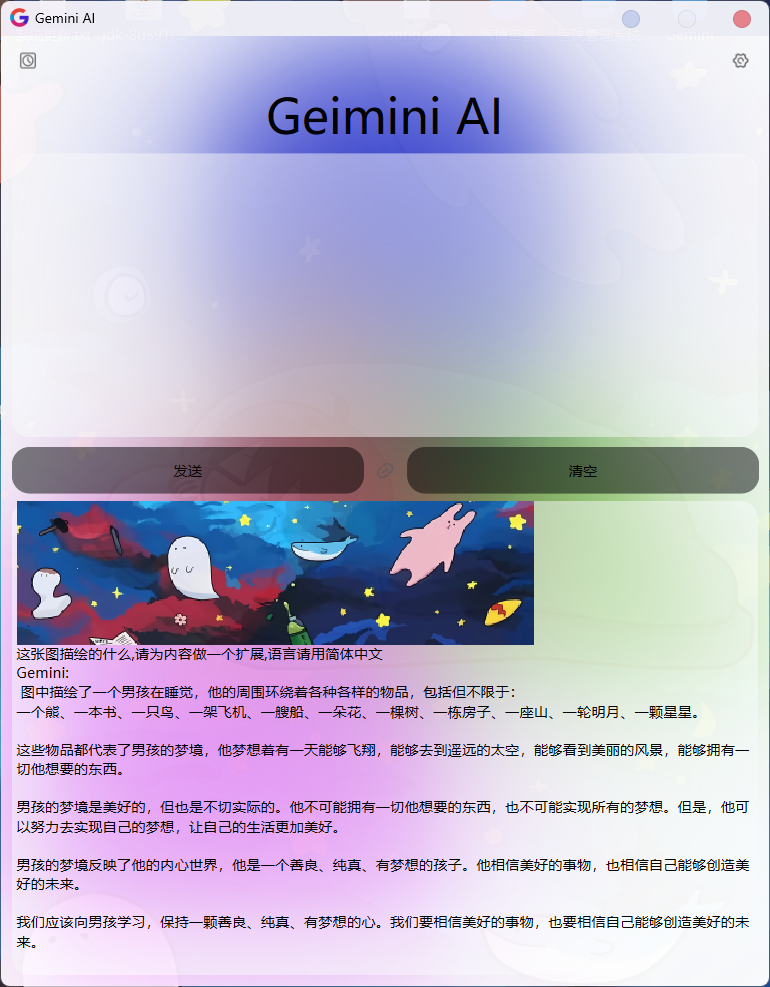 Gemini AI
Geimini AI
发送
清空
这张图描绘的什么,请为内容做一个扩展,语言请用简体中文
Gemini:
图中描绘了一个男孩在睡觉，他的周围环绕着各种各样的物品，包括但不限于：
一个熊、一本书、一只鸟、一架飞机、一艘船、一朵花、一棵树、一栋房子、一座山、一轮明月、一颗星星。
这些物品都代表了男孩的梦境，他梦想着有一天能够飞翔，能够去到遥远的太空，能够看到美丽的风景，能够拥有一
切他想要的东西。
男孩的梦境是美好的，但也是不切实际的。他不可能拥有一切他想要的东西，也不可能实现所有的梦想。但是，他可
以努力去实现自己的梦想，让自己的生活更加美好。
男孩的梦境反映了他的内心世界，他是一个善良、纯真、有梦想的孩子。他相信美好的事物，也相信自己能够创造美
好的未来。
我们应该向男孩学习，保持一颗善良、纯真、有梦想的心。我们要相信美好的事物，也要相信自己能够创造美好的未
来。